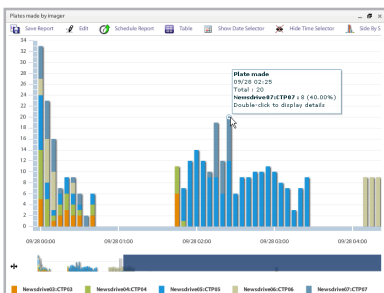 Plates made by imager
Save Report Edit Schedule Report Table Show Date Selector Hide Time Selector Side By S
34
32
30
28
26
24
22
20
18
16
14
12
10
8
6
4
2
0
Plate made
09/28 02:25
Total : 20
Newsdrive07:CTP07 : 8 (40.00%)
Double-click to display details
09/28 00:00 09/28 01:00 09/28 02:00 09/28 03:00 09/28 04:00
Newsdrive03:CTP03 Newsdrive04:CTP04 Newsdrive05:CTP05 Newsdrive06:CTP06 Newsdrive07:CTP07